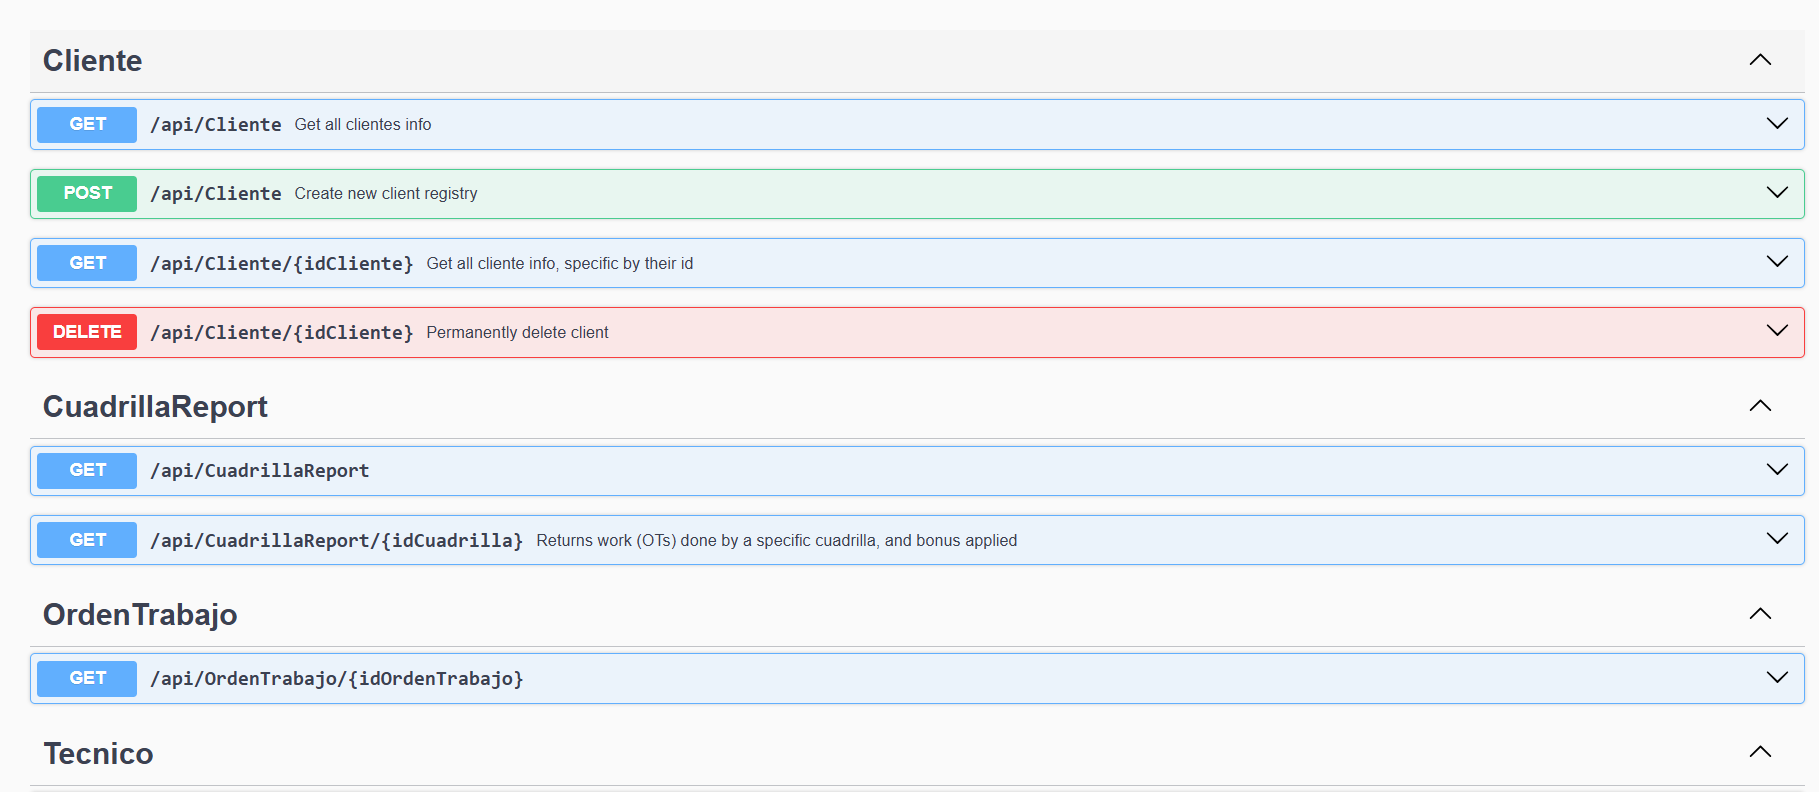 Cliente
GET /api/Cliente Get all clientes info
POST /api/Cliente Create new client registry
GET /api/Cliente/{idCliente} Get all cliente info, specific by their id
DELETE /api/Cliente/{idCliente} Permanently delete client
CuadrillaReport
GET /api/CuadrillaReport
GET /api/CuadrillaReport/{idCuadrilla} Returns work (OTs) done by a specific cuadrilla, and bonus applied
OrdenTrabajo
GET /api/OrdenTrabajo/{idOrdenTrabajo}
Tecnico